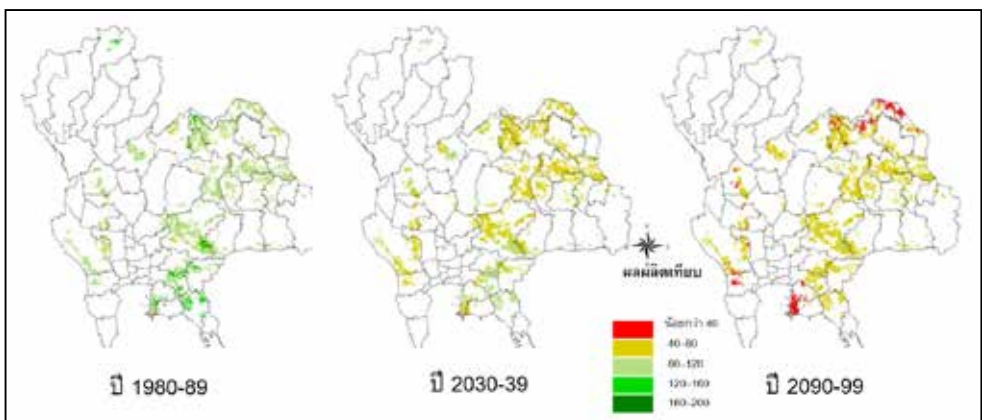 ผลผลิตเทียบ
น้อยกว่า 40
40-80
80-120
120-160
160-200
ปี 1980-89
ปี 2030-39
ปี 2090-99